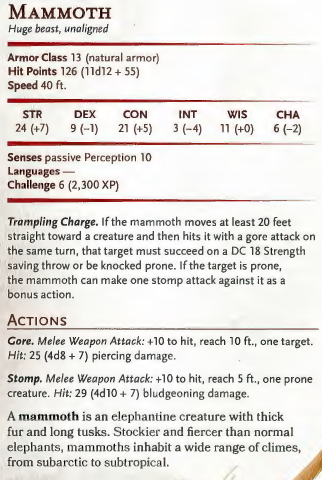 MAMMOTH
Huge beast, unaligned
Armor Class 13 (natural armor)
Hit Points 126 (11d12 + 55)
Speed 40 ft.
STR DEX CON INT WIS CHA
24 (+7) 9 (−1) 21 (+5) 3 (−4) 11 (+0) 6 (−2)
Senses passive Perception 10
Languages —
Challenge 6 (2,300 XP)
Trampling Charge. If the mammoth moves at least 20 feet
straight toward a creature and then hits it with a gore attack on
the same turn, that target must succeed on a DC 18 Strength
saving throw or be knocked prone. If the target is prone,
the mammoth can make one stomp attack against it as a
bonus action.
ACTIONS
Gore. Melee Weapon Attack: +10 to hit, reach 10 ft., one target.
Hit: 25 (4d8 + 7) piercing damage.
Stomp. Melee Weapon Attack: +10 to hit, reach 5 ft., one prone
creature. Hit: 29 (4d10 + 7) bludgeoning damage.
A mammoth is an elephantine creature with thick
fur and long tusks. Stockier and fiercer than normal
elephants, mammoths inhabit a wide range of climes,
from subarctic to subtropical.